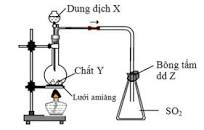 Dung dịch X
Chất Y
Lưới amiăng
Bông tẩm
dd Z
SO₂